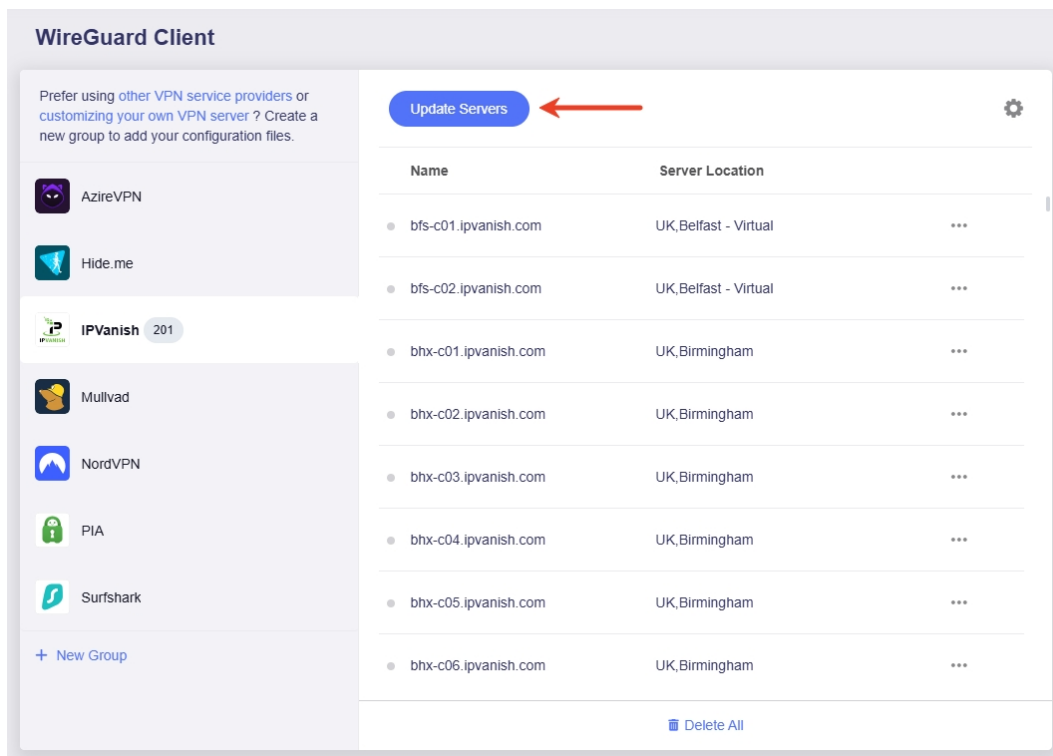 WireGuard Client
Prefer using other VPN service providers or
customizing your own VPN server ? Create a
new group to add your configuration files.
AzireVPN
Hide.me
IPVANISH
IPVanish 201
Mullvad
NordVPN
PIA
Surfshark
+ New Group
Update Servers
Name Server Location
bfs-c01.ipvanish.com UK,Belfast - Virtual
bfs-c02.ipvanish.com UK,Belfast - Virtual
bhx-c01.ipvanish.com UK,Birmingham
bhx-c02.ipvanish.com UK,Birmingham
bhx-c03.ipvanish.com UK,Birmingham
bhx-c04.ipvanish.com UK,Birmingham
bhx-c05.ipvanish.com UK,Birmingham
bhx-c06.ipvanish.com UK,Birmingham
Delete All